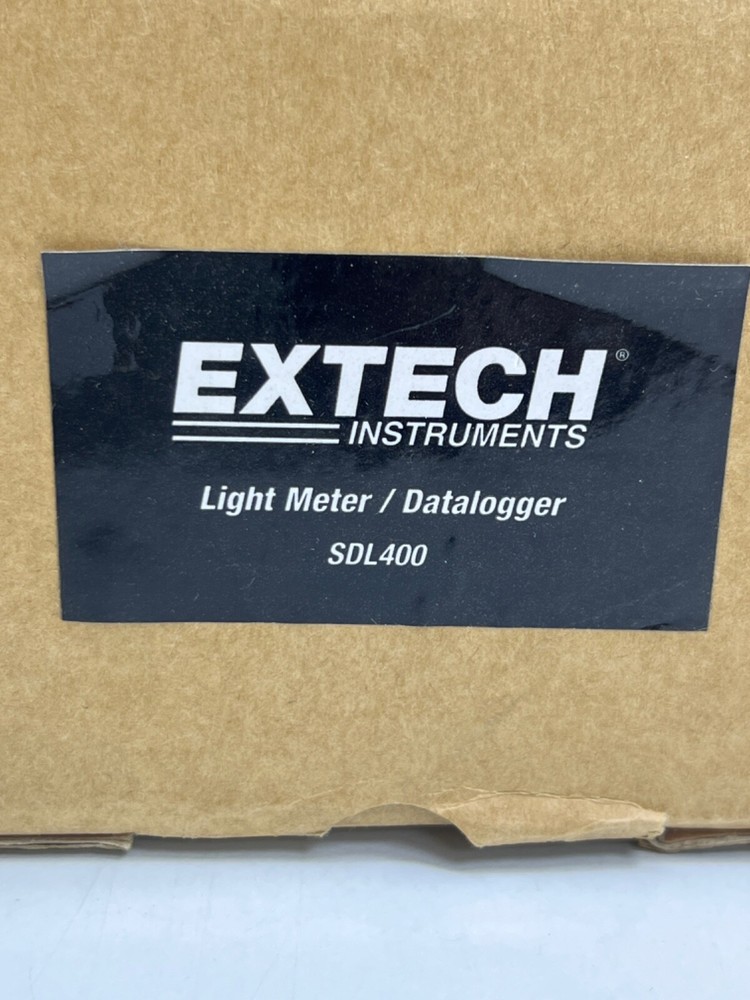 EXTECH®
INSTRUMENTS
Light Meter / Datalogger
SDL400